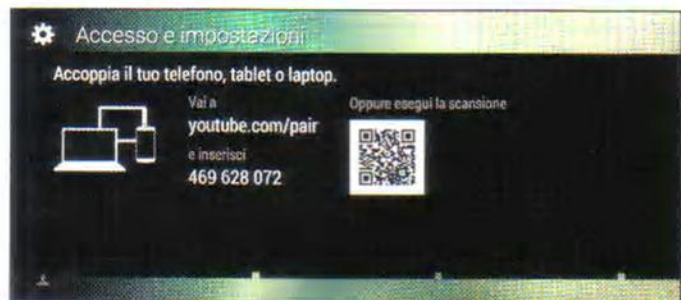 Accesso e impostazioni
Accoppia il tuo telefono, tablet o laptop.
Vai a
youtube.com/pair
e inserisci
469 628 072
Oppure esegui la scansione